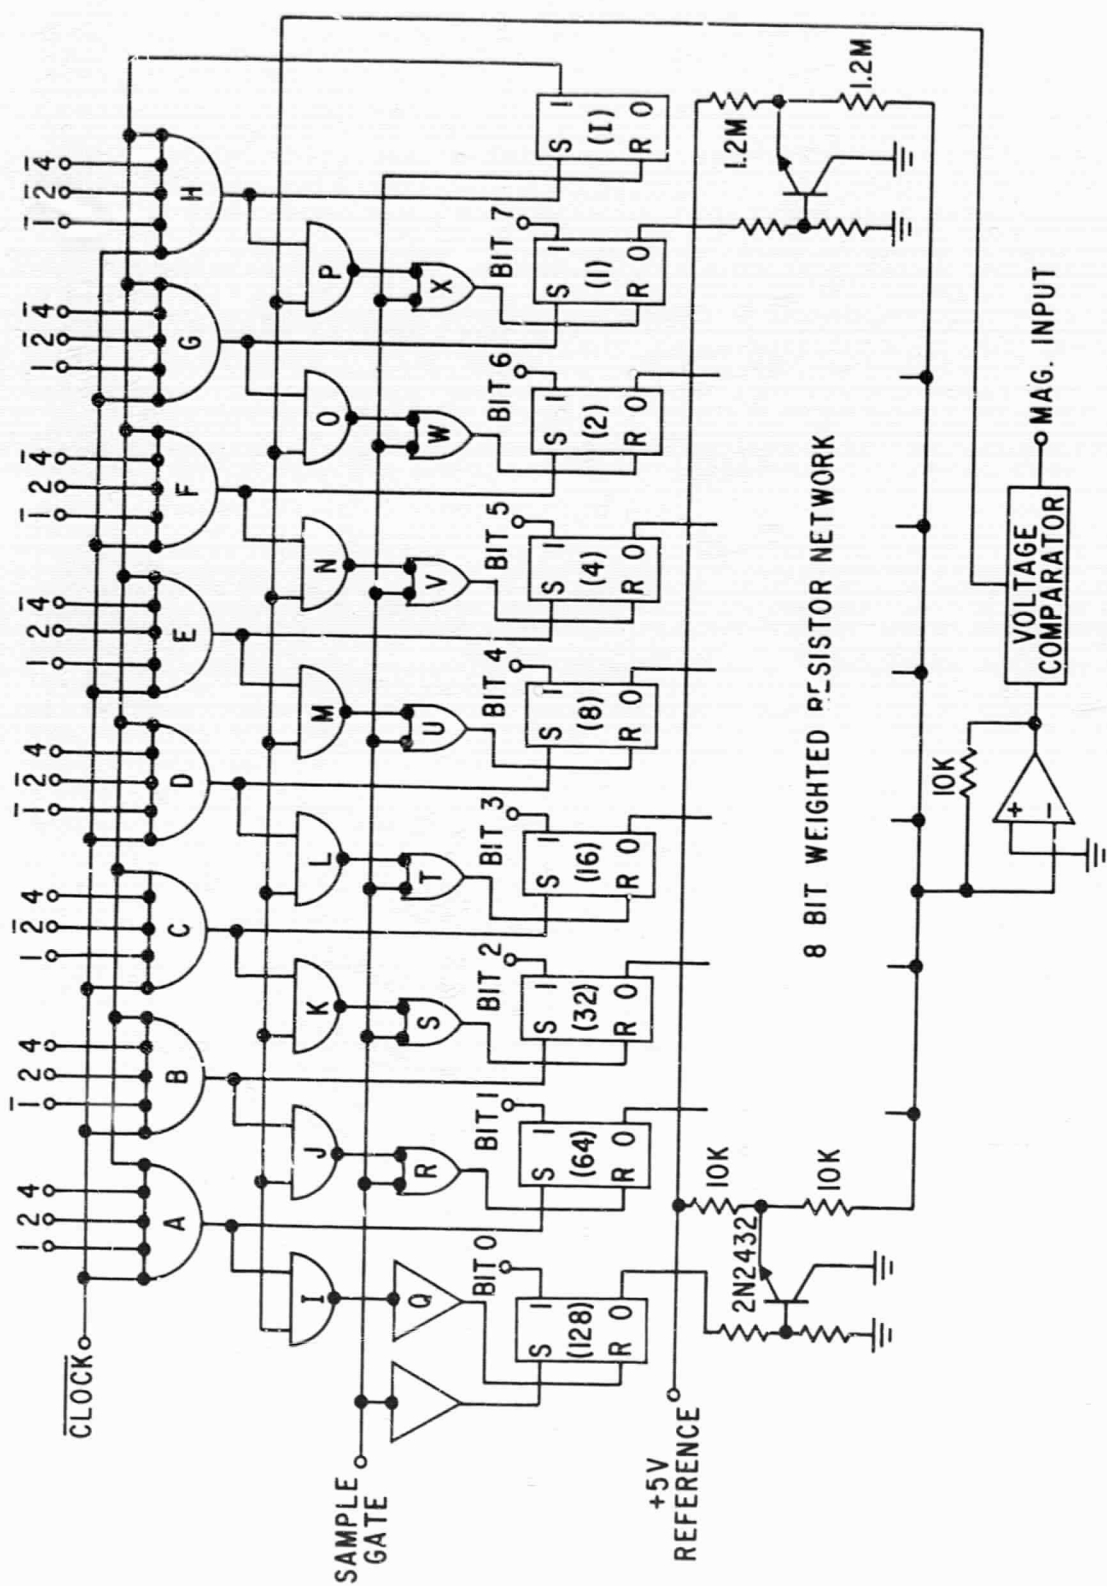 1 2 4 1̅ 2 4 1 2̅ 4 1̅ 2̅ 4 1 2 4̅ 1̅ 2 4̅ 1 2̅ 4̅ 1̅ 2̅ 4̅
C̅L̅O̅C̅K̅
A B C D E F G H
I J K L M N O P
SAMPLE
GATE
Q R S T U V W X
BIT 0 BIT 1 BIT 2 BIT 3 BIT 4 BIT 5 BIT 6 BIT 7
S 1 S 1 S 1 S 1 S 1 S 1 S 1 S 1 S 1
(128) (64) (32) (16) (8) (4) (2) (1) (I)
R 0 R 0 R 0 R 0 R 0 R 0 R 0 R 0 R 0
+5V
REFERENCE
10K
1.2M
2N2432
10K
1.2M
8 BIT WEIGHTED RESISTOR NETWORK
10K
+
-
VOLTAGE
COMPARATOR
MAG. INPUT